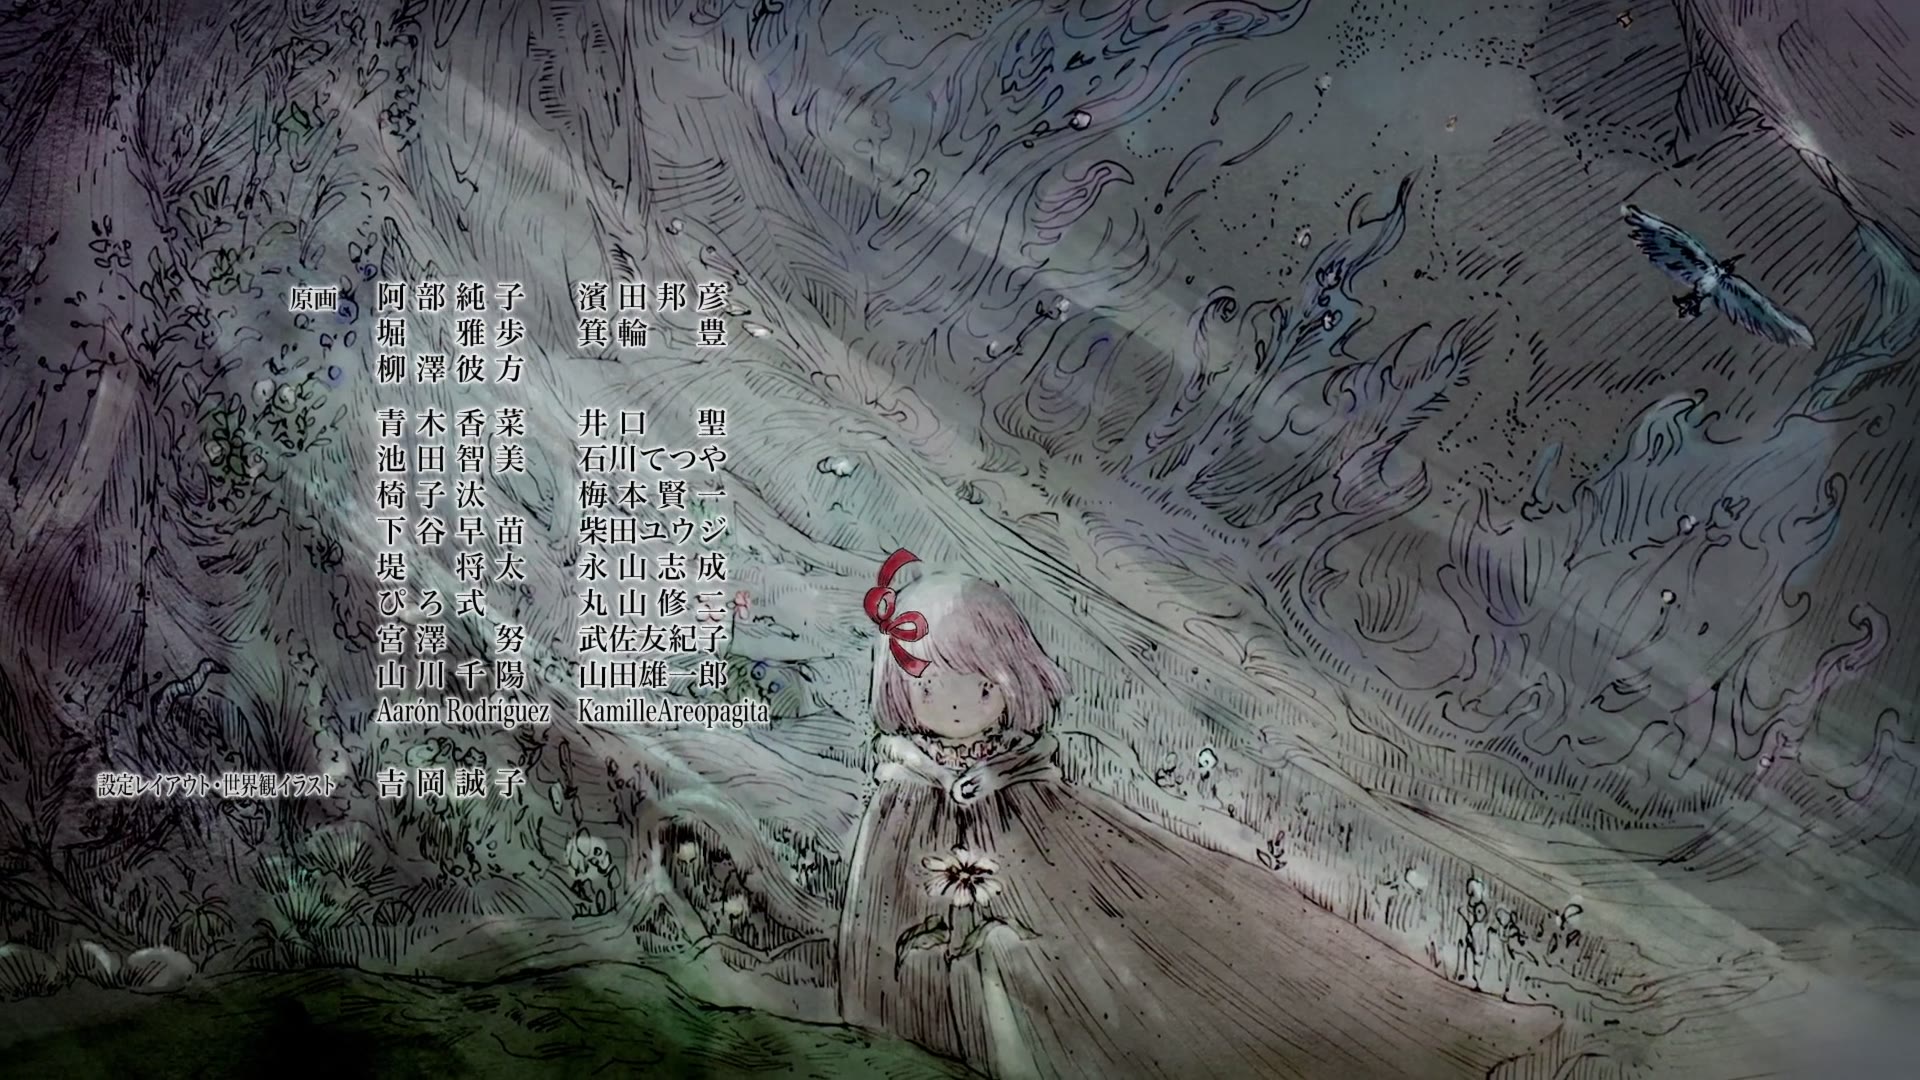 原画 阿部純子 濱田邦彦
堀 雅歩 箕輪 豊
柳澤彼方
青木香菜 井口 聖
池田智美 石川てつや
椅子汰 梅本賢一
下谷早苗 柴田ユウジ
堤 将太 永山志成
ぴろ式 丸山修二
宮澤 努 武佐友紀子
山川千陽 山田雄一郎
Aarón Rodríguez KamilleAreopagita
設定レイアウト・世界観イラスト 吉岡誠子